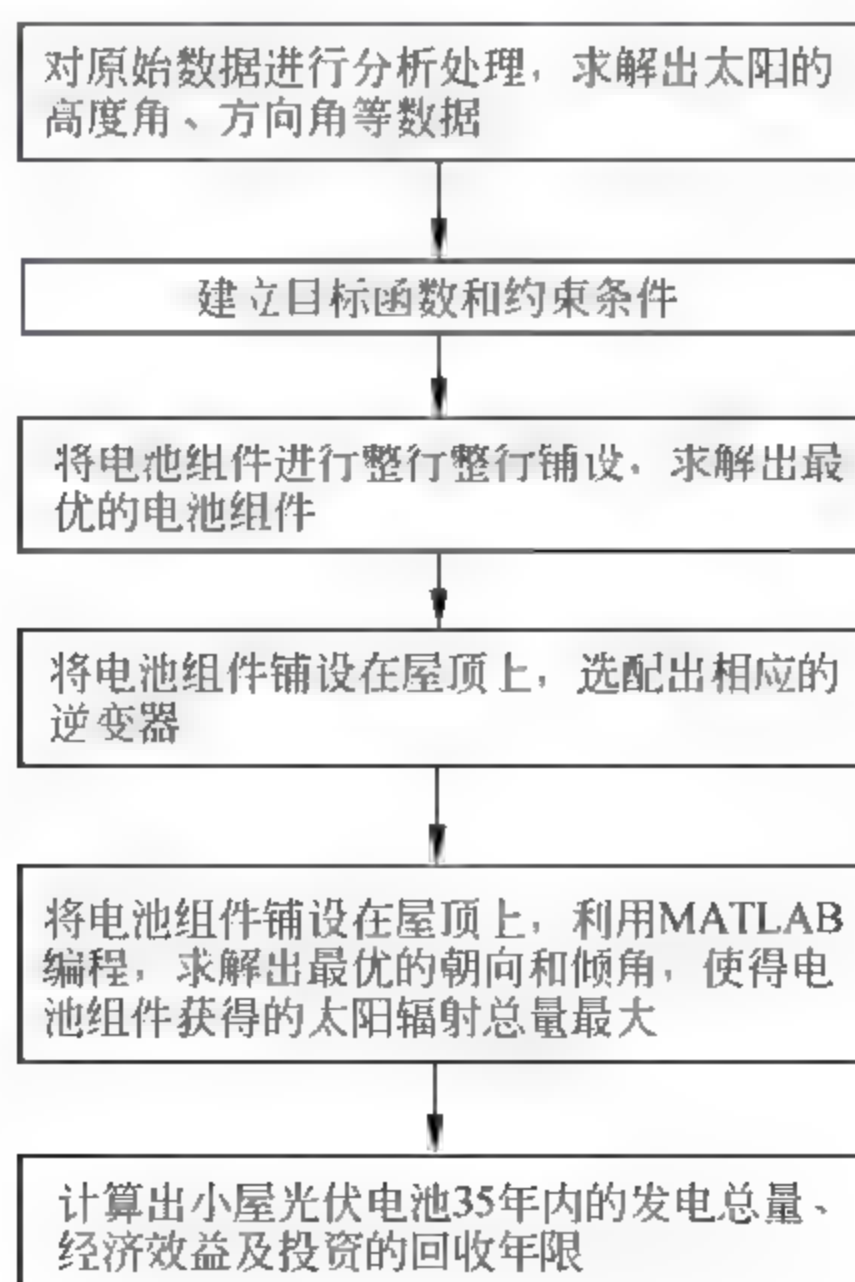 对原始数据进行分析处理，求解出太阳的
高度角、方向角等数据
建立目标函数和约束条件
将电池组件进行整行整行铺设，求解出最
优的电池组件
将电池组件铺设在屋顶上，选配出相应的
逆变器
将电池组件铺设在屋顶上，利用MATLAB
编程，求解出最优的朝向和倾角，使得电
池组件获得的太阳辐射总量最大
计算出小屋光伏电池35年内的发电总量、
经济效益及投资的回收年限